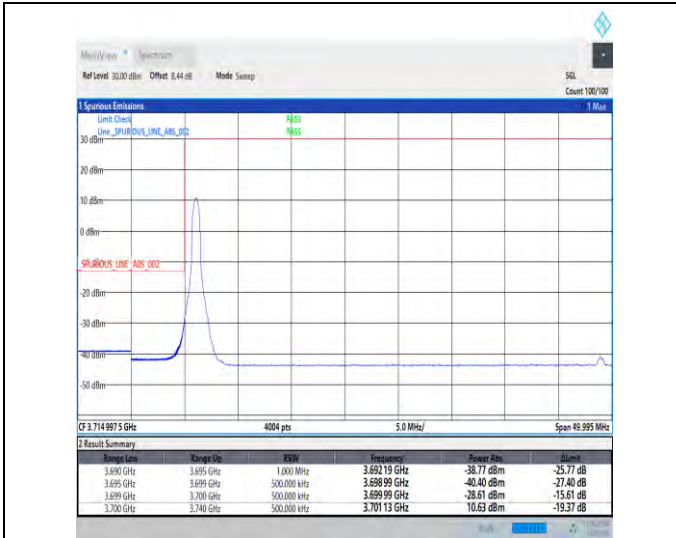 MultiView Spectrum
Ref Level 30.00 dBm Offset 8.44 dB Mode Sweep SGL
Count 100/100
1 Spurious Emissions 1 Max
Limit Check PASS
Line _SPURIOUS_LINE_ABS_002 PASS
30 dBm
20 dBm
10 dBm
0 dBm
_SPURIOUS_LINE_ABS_002
-20 dBm
-30 dBm
-40 dBm
-50 dBm
CF 3.714 997 5 GHz 4004 pts 5.0 MHz/ Span 49.995 MHz
2 Result Summary
Range Low Range Up RBW Frequency Power Abs ΔLimit
3.690 GHz 3.695 GHz 1.000 MHz 3.692 19 GHz -38.77 dBm -25.77 dB
3.695 GHz 3.699 GHz 500.000 kHz 3.698 99 GHz -40.40 dBm -27.40 dB
3.699 GHz 3.700 GHz 500.000 kHz 3.699 99 GHz -28.61 dBm -15.61 dB
3.700 GHz 3.740 GHz 500.000 kHz 3.701 13 GHz 10.63 dBm -19.37 dB